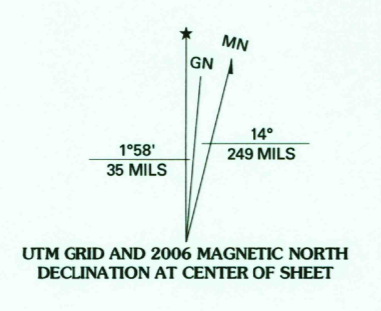 MN
GN
14°
1°58'
249 MILS
35 MILS
UTM GRID AND 2006 MAGNETIC NORTH
DECLINATION AT CENTER OF SHEET